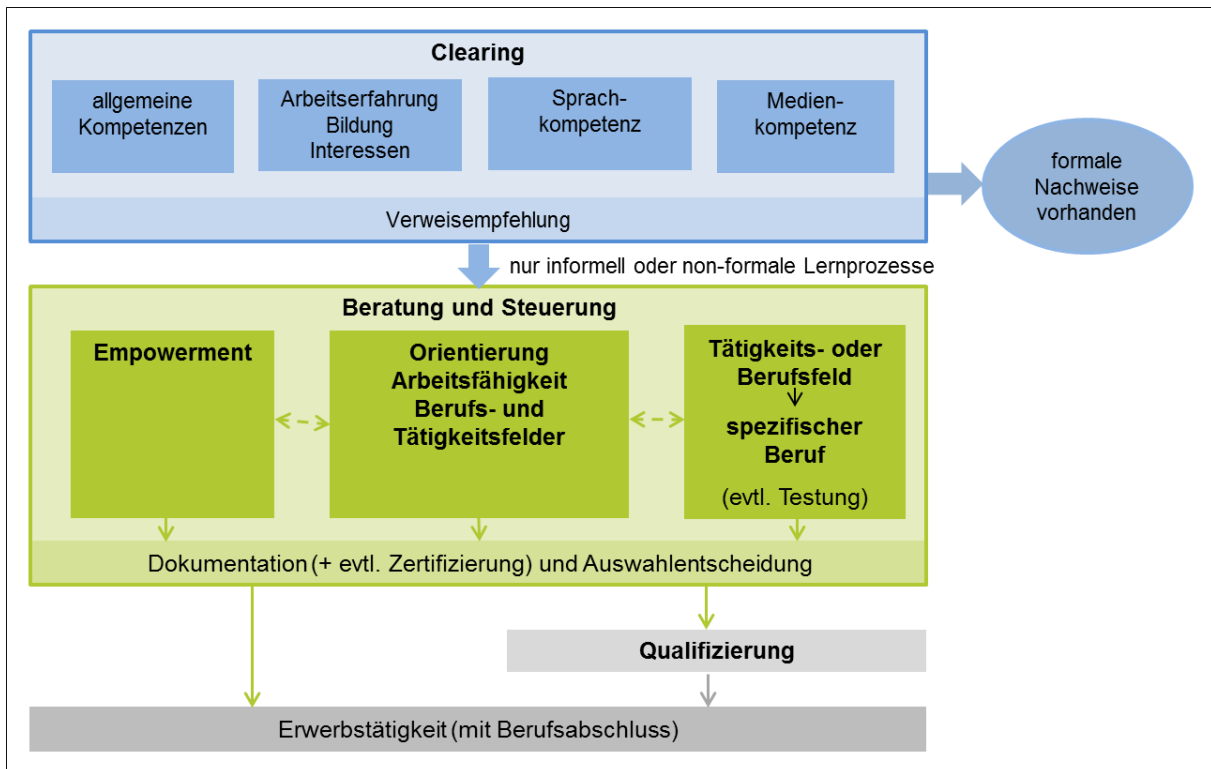 Clearing
allgemeine
Kompetenzen
Arbeitserfahrung
Bildung
Interessen
Sprach-
kompetenz
Medien-
kompetenz
formale
Nachweise
vorhanden
Verweisempfehlung
nur informell oder non-formale Lernprozesse
Beratung und Steuerung
Empowerment
Orientierung
Arbeitsfähigkeit
Berufs- und
Tätigkeitsfelder
Tätigkeits- oder
Berufsfeld
spezifischer
Beruf
(evtl. Testung)
Dokumentation (+ evtl. Zertifizierung) und Auswahlentscheidung
Qualifizierung
Erwerbstätigkeit (mit Berufsabschluss)